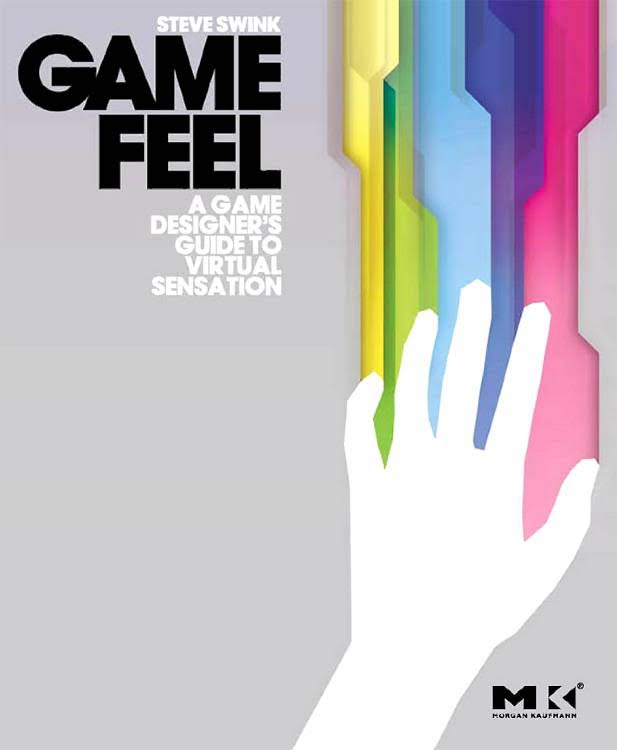 STEVE SWINK
GAME
FEEL
A GAME
DESIGNER'S
GUIDE TO
VIRTUAL
SENSATION
MK®
MORGAN KAUFMANN